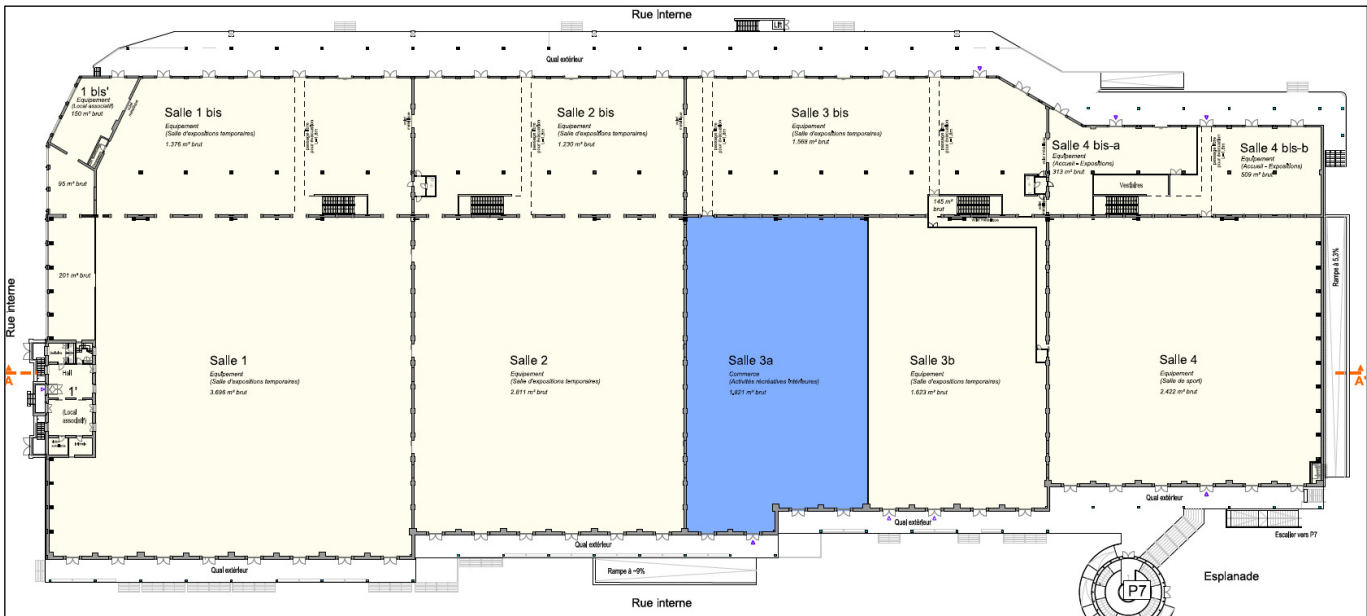 Rue interne
Lift
Quai extérieur
1 bis'
Equipement
(Local associatif)
150 m² brut
Salle 1 bis
Equipement
(Salle d'expositions temporaires)
1.376 m² brut
Salle 2 bis
Equipement
(Salle d'expositions temporaires)
1.230 m² brut
Salle 3 bis
Equipement
(Salle d'expositions temporaires)
1.568 m² brut
Salle 4 bis-a
Equipement
(Accueil - Expositions)
313 m² brut
Salle 4 bis-b
Equipement
(Accueil - Expositions)
509 m² brut
Vestiaires
95 m² brut
145 m²
brut
201 m² brut
Rampe à 5,3%
Rue interne
A
Hall
1'
(Local
associatif)
Salle 1
Equipement
(Salle d'expositions temporaires)
3.696 m² brut
Salle 2
Equipement
(Salle d'expositions temporaires)
2.811 m² brut
Salle 3a
Commerce
(Activités récréatives intérieures)
1.821 m² brut
Salle 3b
Equipement
(Salle d'expositions temporaires)
1.623 m² brut
Salle 4
Equipement
(Salle de sport)
2.422 m² brut
A'
Quai extérieur
Quai extérieur
Quai extérieur
Quai extérieur
Escalier vers P7
Rampe à ~9%
Esplanade
P7
Rue interne